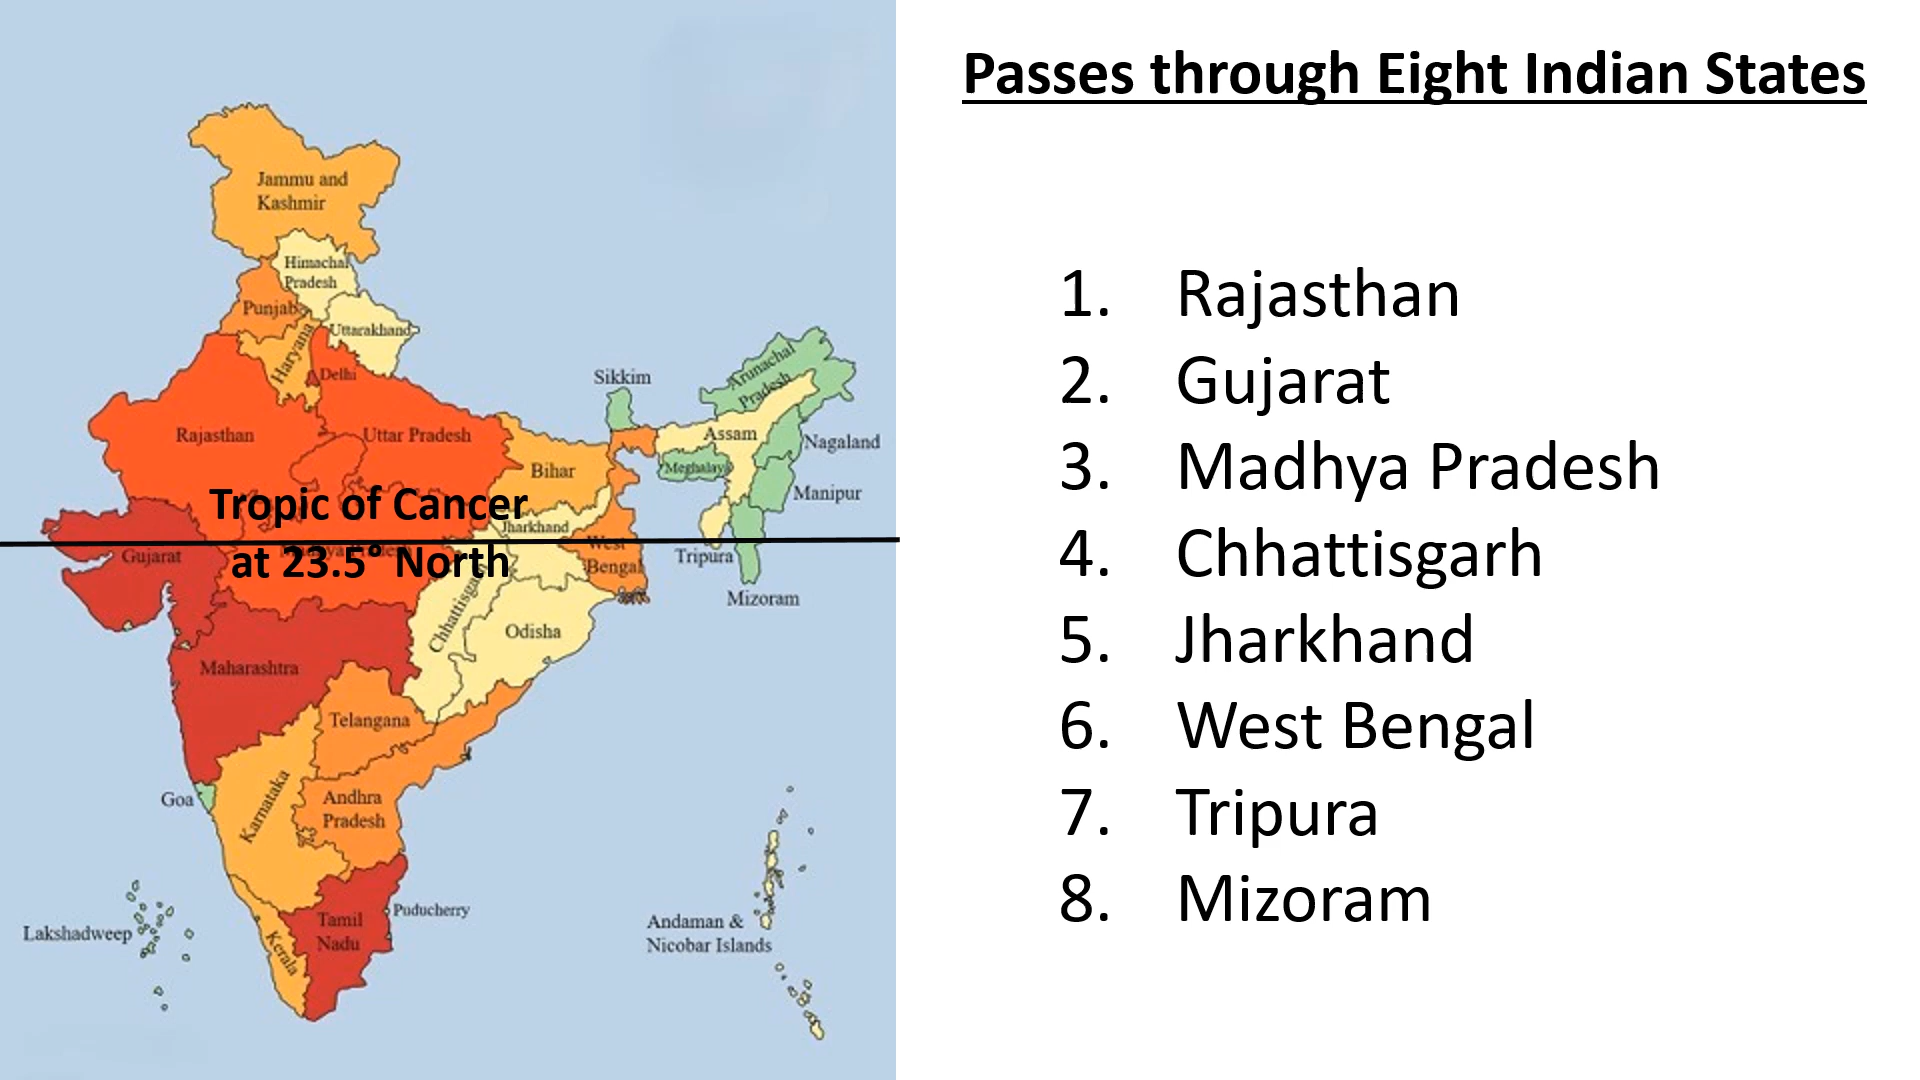 Passes through Eight Indian States
1. Rajasthan
2. Gujarat
3. Madhya Pradesh
4. Chhattisgarh
5. Jharkhand
6. West Bengal
7. Tripura
8. Mizoram
Jammu and
Kashmir
Himachal
Pradesh
Punjab
Uttarakhand
Haryana
Delhi
Sikkim
Arunachal
Pradesh
Rajasthan
Uttar Pradesh
Assam
Nagaland
Bihar
Meghalaya
Manipur
Tropic of Cancer
at 23.5° North
Jharkhand
Madhya Pradesh
Gujarat
West
Bengal
Tripura
Mizoram
Chhattisgarh
Odisha
Maharashtra
Telangana
Goa
Karnataka
Andhra
Pradesh
Lakshadweep
Kerala
Tamil
Nadu
Puducherry
Andaman &
Nicobar Islands